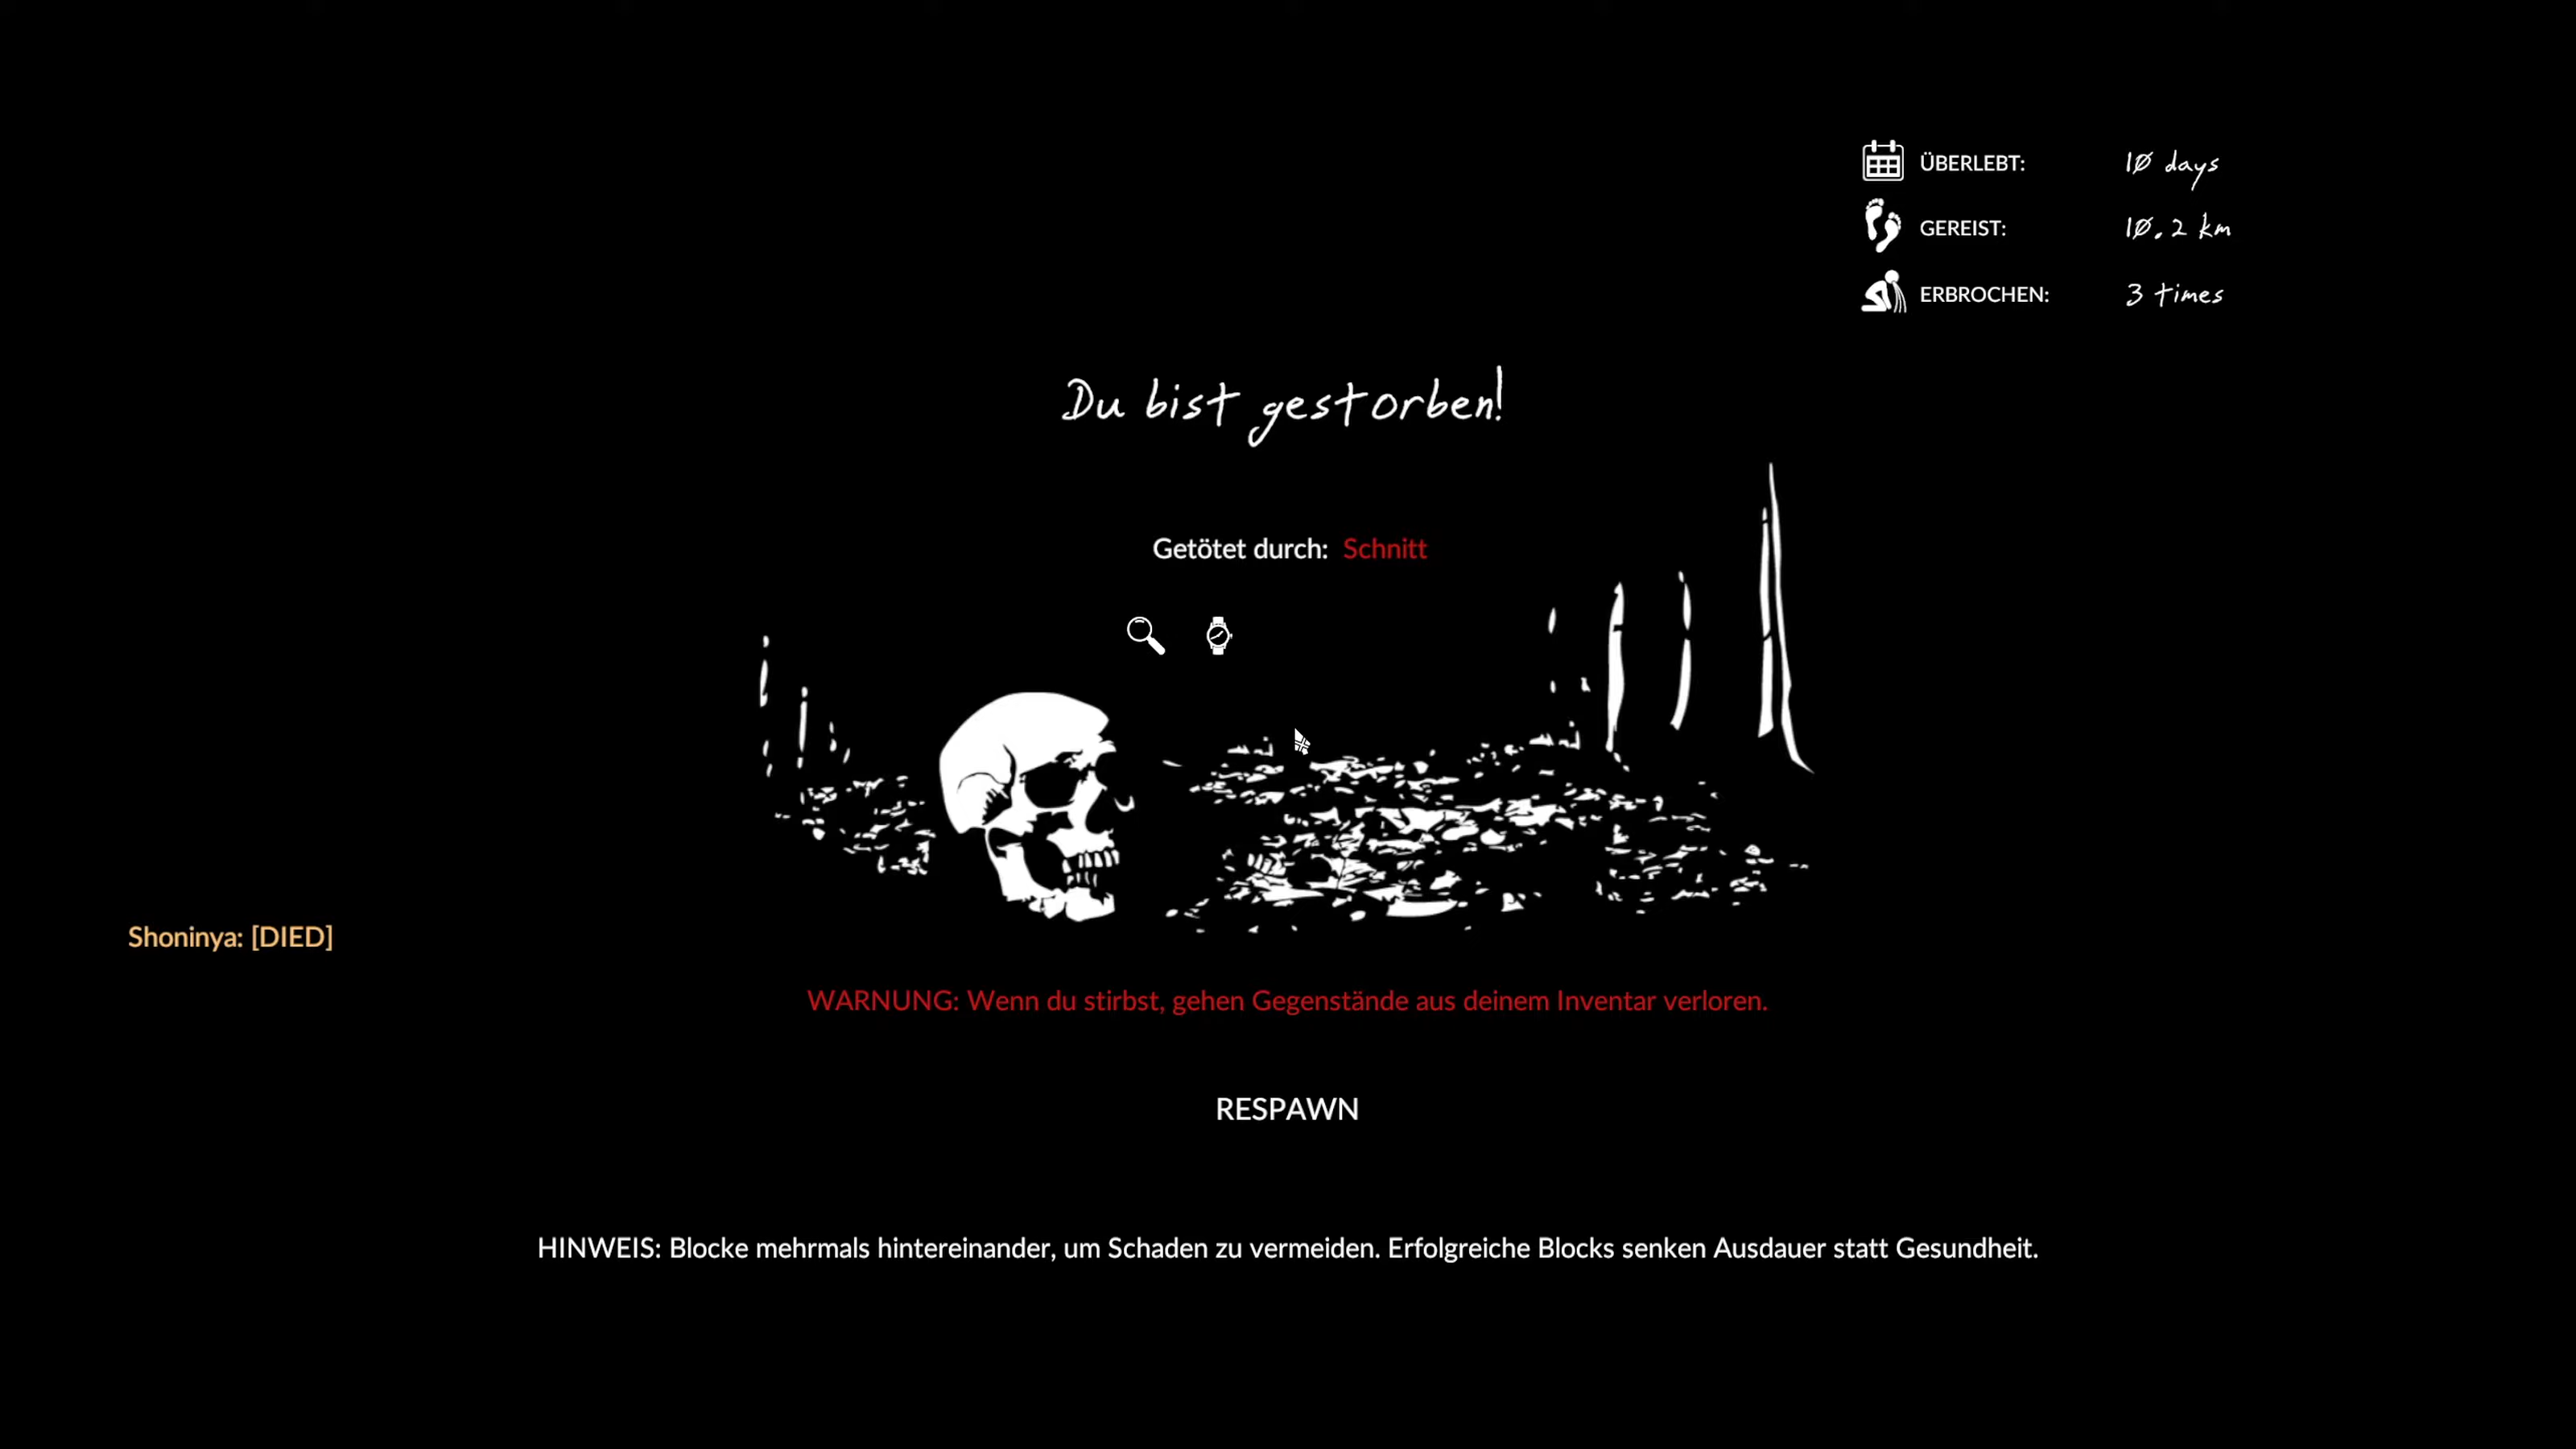 ÜBERLEBT: 10 days
GEREIST: 10.2 km
ERBROCHEN: 3 times
Du bist gestorben!
Getötet durch: Schnitt
Shoninya: [DIED]
WARNUNG: Wenn du stirbst, gehen Gegenstände aus deinem Inventar verloren.
RESPAWN
HINWEIS: Blocke mehrmals hintereinander, um Schaden zu vermeiden. Erfolgreiche Blocks senken Ausdauer statt Gesundheit.